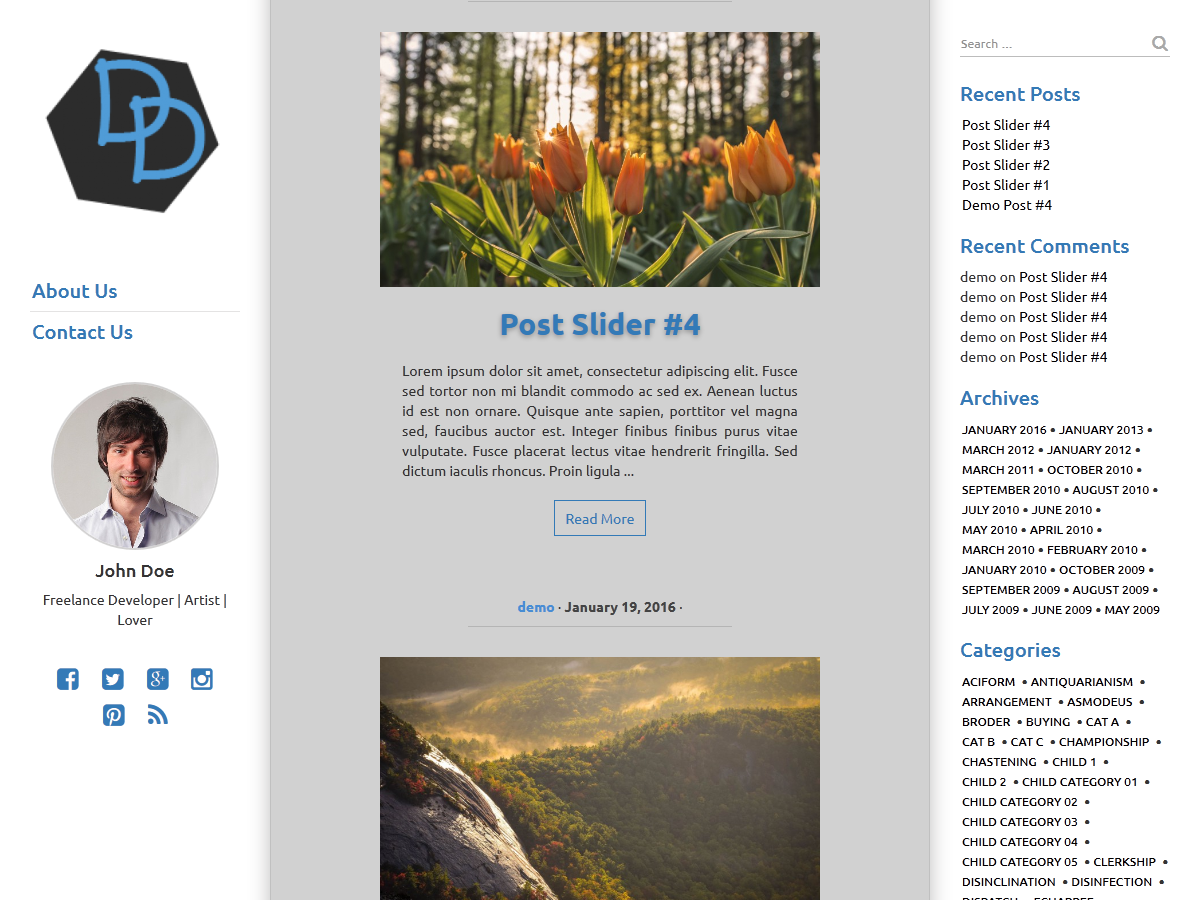 DD
About Us
Contact Us
John Doe
Freelance Developer | Artist |
Lover
Post Slider #4
Lorem ipsum dolor sit amet, consectetur adipiscing elit. Fusce
sed tortor non mi blandit commodo ac sed ex. Aenean luctus
id est non ornare. Quisque ante sapien, porttitor vel magna
sed, faucibus auctor est. Integer finibus finibus purus vitae
vulputate. Fusce placerat lectus vitae hendrerit fringilla. Sed
dictum iaculis rhoncus. Proin ligula ...
Read More
demo · January 19, 2016 ·
Search ...
Recent Posts
Post Slider #4
Post Slider #3
Post Slider #2
Post Slider #1
Demo Post #4
Recent Comments
demo on Post Slider #4
demo on Post Slider #4
demo on Post Slider #4
demo on Post Slider #4
demo on Post Slider #4
Archives
JANUARY 2016 • JANUARY 2013 •
MARCH 2012 • JANUARY 2012 •
MARCH 2011 • OCTOBER 2010 •
SEPTEMBER 2010 • AUGUST 2010 •
JULY 2010 • JUNE 2010 •
MAY 2010 • APRIL 2010 •
MARCH 2010 • FEBRUARY 2010 •
JANUARY 2010 • OCTOBER 2009 •
SEPTEMBER 2009 • AUGUST 2009 •
JULY 2009 • JUNE 2009 • MAY 2009
Categories
ACIFORM • ANTIQUARIANISM •
ARRANGEMENT • ASMODEUS •
BRODER • BUYING • CAT A •
CAT B • CAT C • CHAMPIONSHIP •
CHASTENING • CHILD 1 •
CHILD 2 • CHILD CATEGORY 01 •
CHILD CATEGORY 02 •
CHILD CATEGORY 03 •
CHILD CATEGORY 04 •
CHILD CATEGORY 05 • CLERKSHIP •
DISINCLINATION • DISINFECTION •